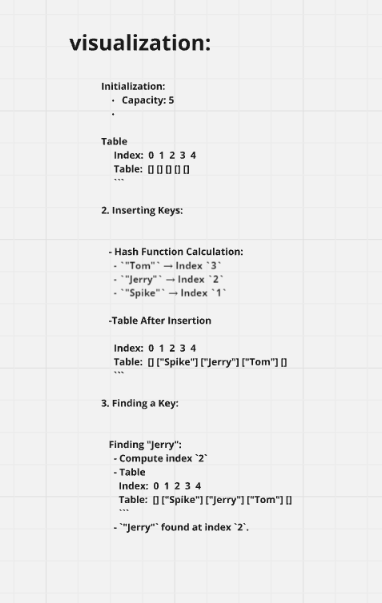 visualization:
Initialization:
· Capacity: 5
·
Table
Index: 0 1 2 3 4
Table: [] [] [] [] []
```
2. Inserting Keys:
- Hash Function Calculation:
- `"Tom"` → Index `3`
- `"Jerry"` → Index `2`
- `"Spike"` → Index `1`
-Table After Insertion
Index: 0 1 2 3 4
Table: [] ["Spike"] ["Jerry"] ["Tom"] []
```
3. Finding a Key:
Finding "Jerry":
- Compute index `2`
- Table
Index: 0 1 2 3 4
Table: [] ["Spike"] ["Jerry"] ["Tom"] []
```
- `"Jerry"` found at index `2`.